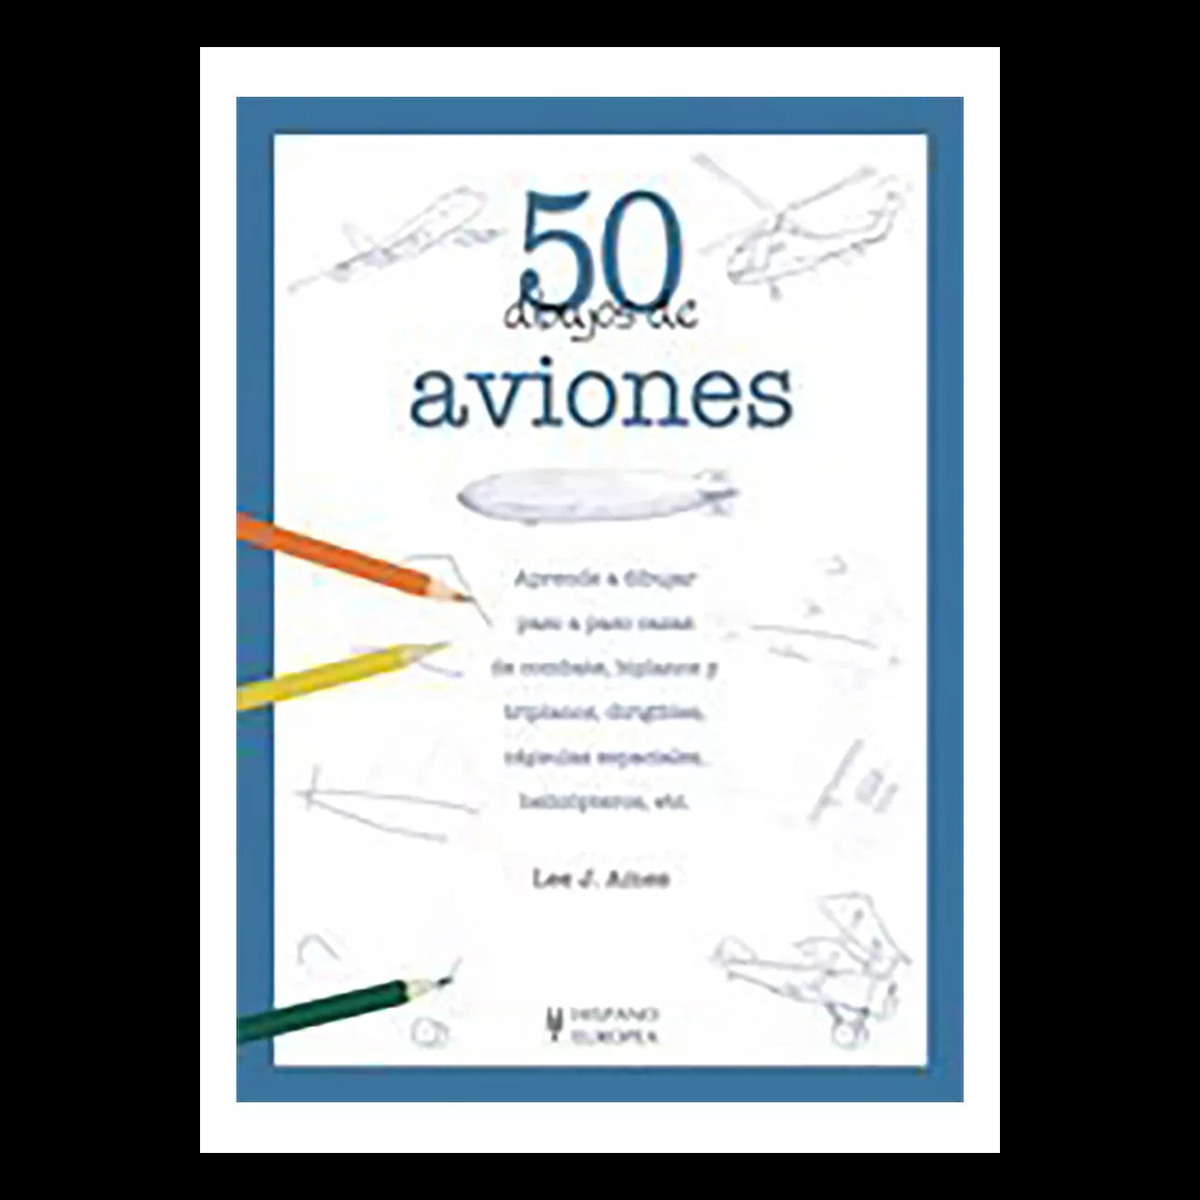 50
dibujos de
aviones
Aprende a dibujar
paso a paso cazas
de combate, biplanos y
triplanos, dirigibles,
cápsulas espaciales,
helicópteros, etc.
Lee J. Ames
HISPANO
EUROPEA